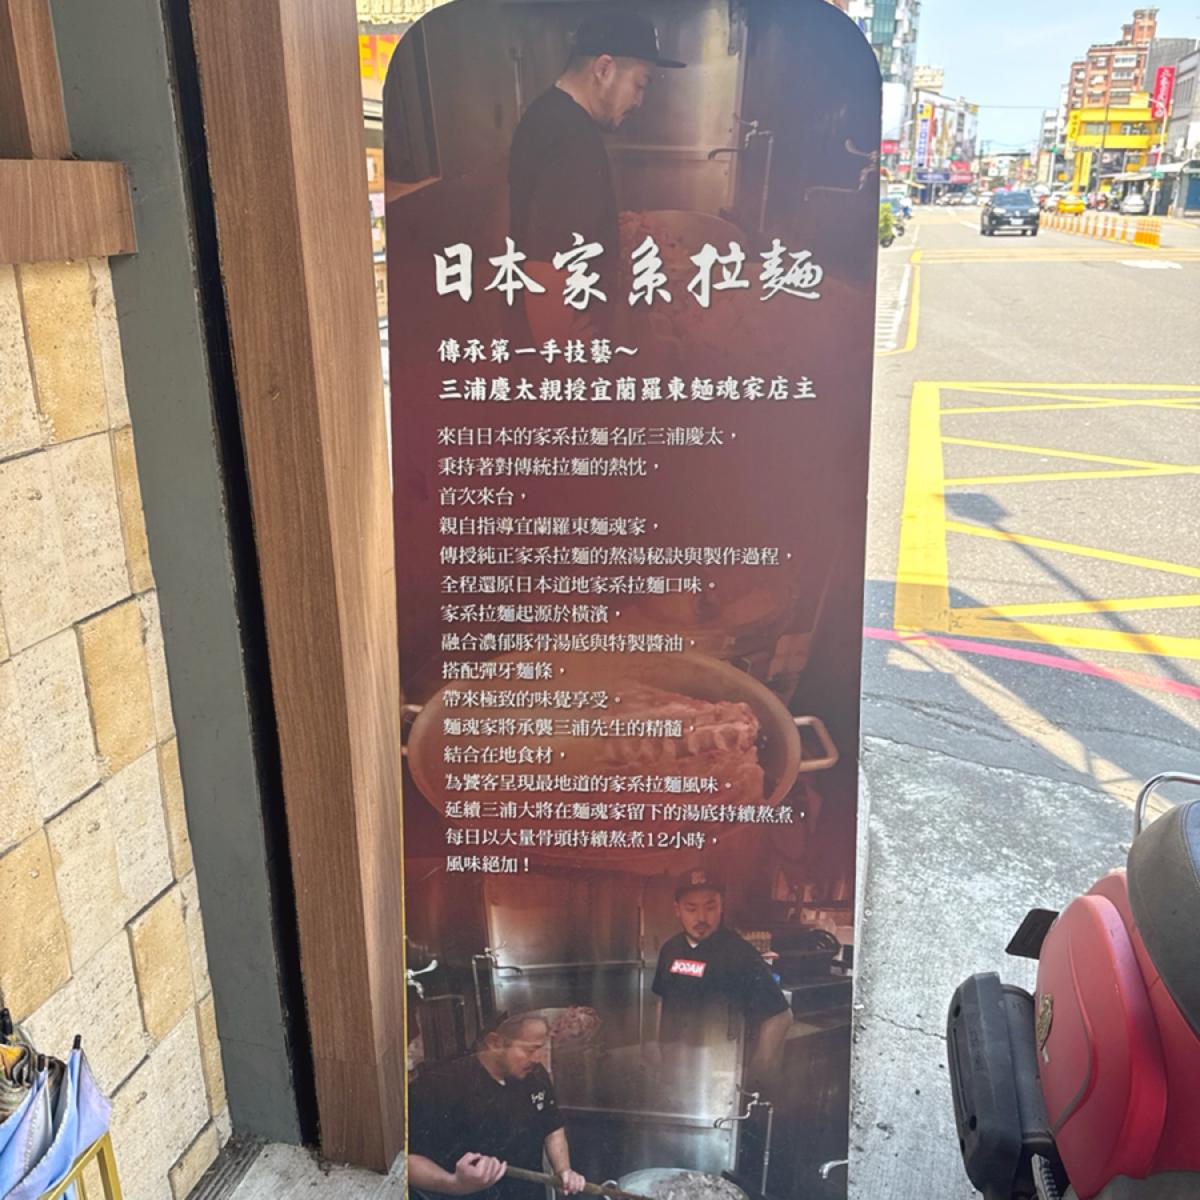 日本家系拉麵
傳承第一手技藝～
三浦慶太親授宜蘭羅東麵魂家店主
來自日本的家系拉麵名匠三浦慶太，
秉持著對傳統拉麵的熱忱，
首次來台，
親自指導宜蘭羅東麵魂家，
傳授純正家系拉麵的熬湯秘訣與製作過程，
全程還原日本道地家系拉麵口味。
家系拉麵起源於橫濱，
融合濃郁豚骨湯底與特製醬油，
搭配彈牙麵條，
帶來極致的味覺享受。
麵魂家將承襲三浦先生的精髓，
結合在地食材，
為饕客呈現最地道的家系拉麵風味。
延續三浦大將在麵魂家留下的湯底持續熬煮，
每日以大量骨頭持續熬煮12小時，
風味絕加！